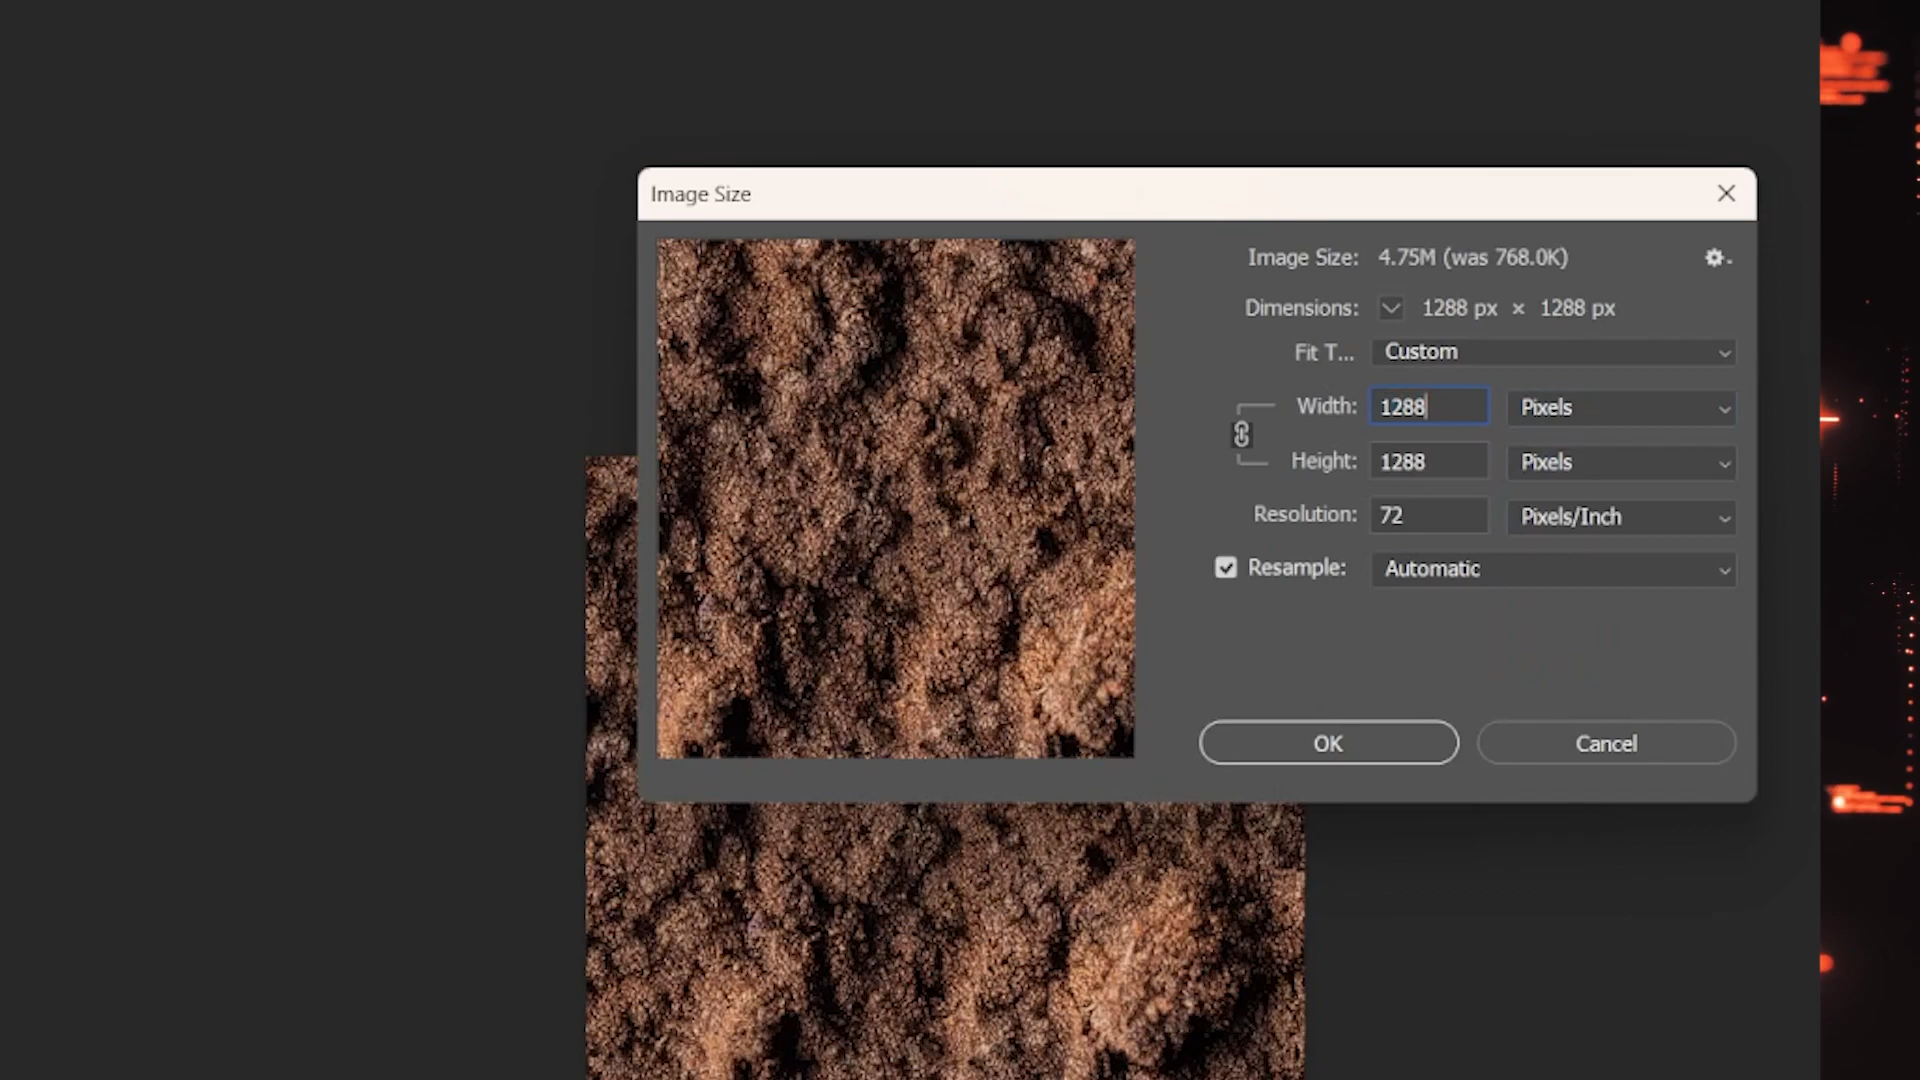 Image Size
Image Size: 4.75M (was 768.0K)
Dimensions: 1288 px × 1288 px
Fit T... Custom
Width: 1288 Pixels
Height: 1288 Pixels
Resolution: 72 Pixels/Inch
Resample: Automatic
OK Cancel